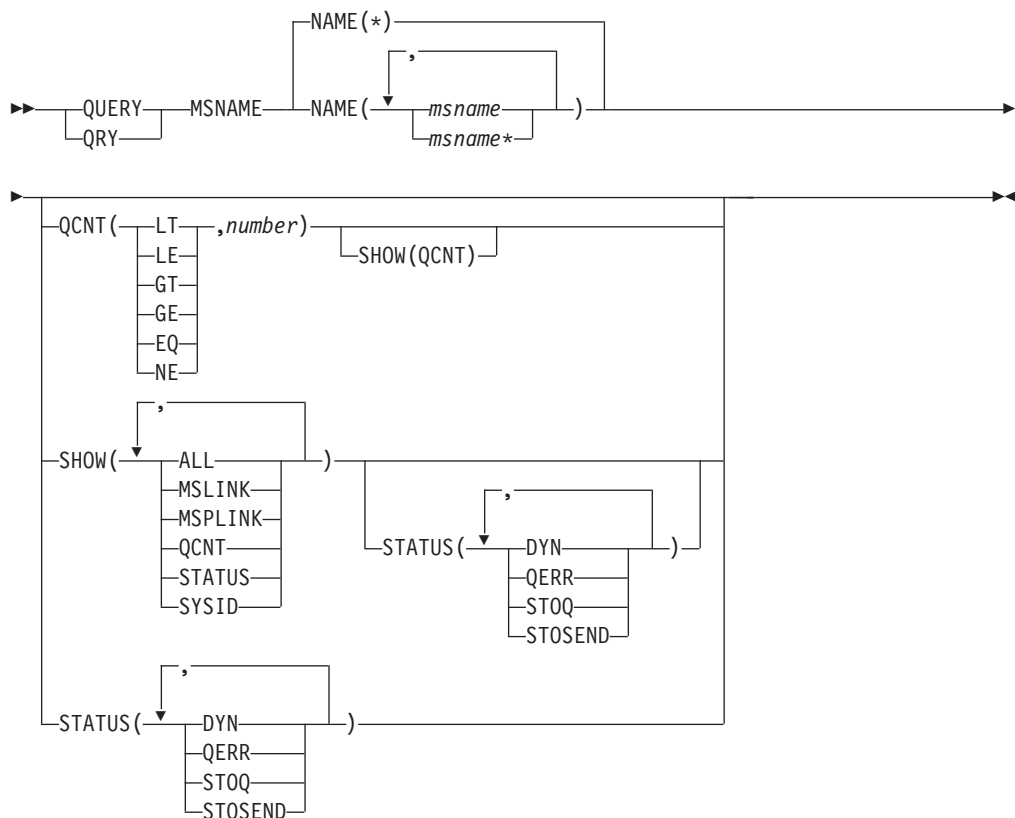 NAME(*)
,
QUERY MSNAME NAME( msname )
QRY msname*
QCNT( LT ,number)
LE SHOW(QCNT)
GT
GE
EQ
NE
,
SHOW( ALL )
MSLINK ,
MSPLINK
QCNT STATUS( DYN )
STATUS QERR
SYSID STOQ
STOSEND
,
STATUS( DYN )
QERR
STOQ
STOSEND